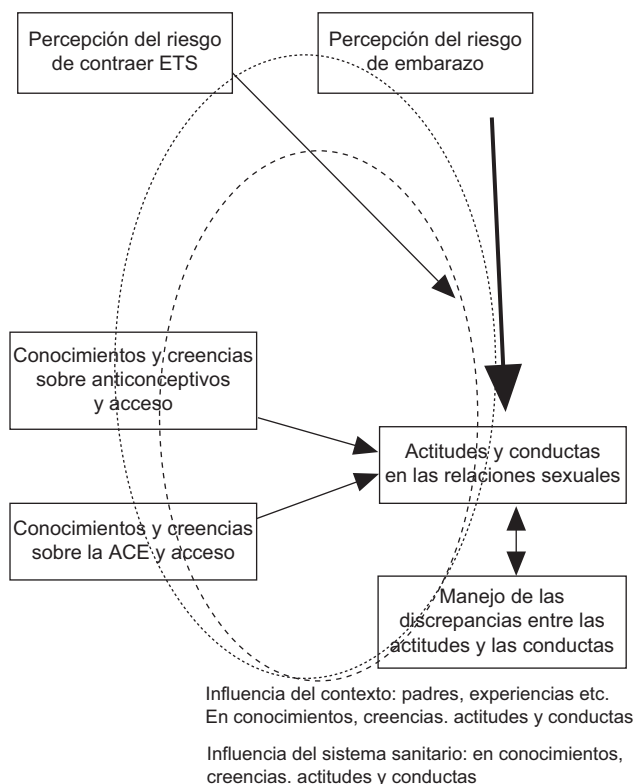 Percepción del riesgo
de contraer ETS
Percepción del riesgo
de embarazo
Conocimientos y creencias
sobre anticonceptivos
y acceso
Actitudes y conductas
en las relaciones sexuales
Conocimientos y creencias
sobre la ACE y acceso
Manejo de las
discrepancias entre las
actitudes y las conductas
Influencia del contexto: padres, experiencias etc.
En conocimientos, creencias. actitudes y conductas
Influencia del sistema sanitario: en conocimientos,
creencias. actitudes y conductas